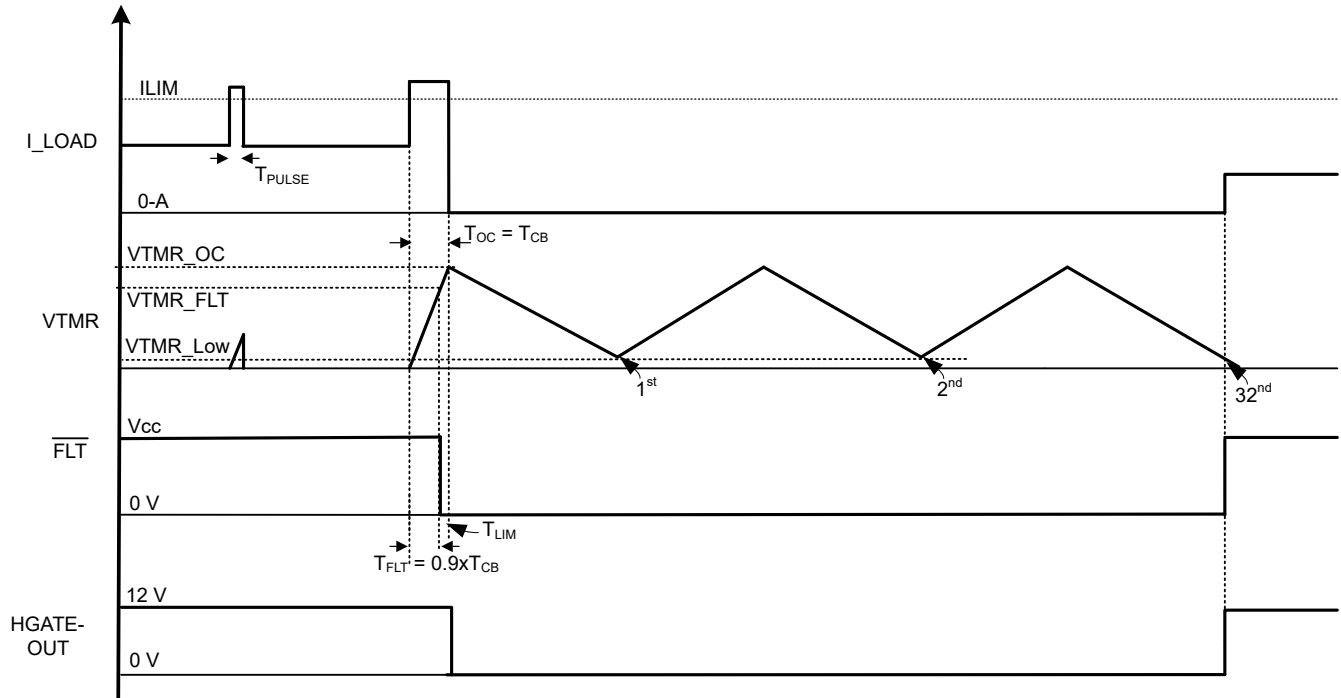 ILIM
I_LOAD
TPULSE
0-A
TOC = TCB
VTMR_OC
VTMR_FLT
VTMR
VTMR_Low
1st
2nd
32nd
Vcc
FLT
0 V
TLIM
TFLT = 0.9xTCB
12 V
HGATE-
OUT
0 V